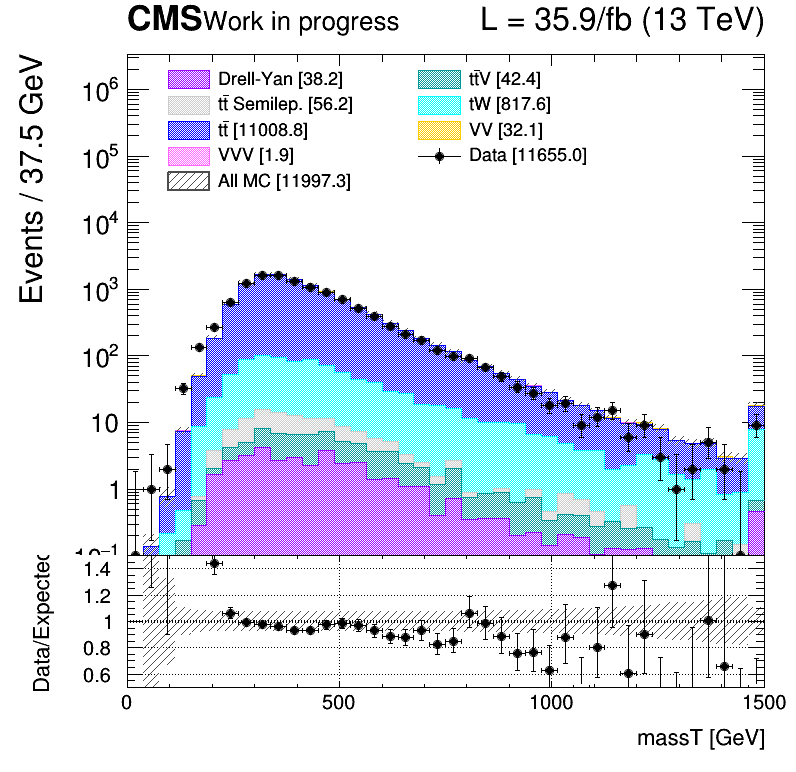 CMS Work in progress L = 35.9/fb (13 TeV)
Events / 37.5 GeV
10⁶
10⁵
10⁴
10³
10²
10
1
10⁻¹
Drell-Yan [38.2]
tt̄ Semilep. [56.2]
tt̄ [11008.8]
VVV [1.9]
All MC [11997.3]
tt̄V [42.4]
tW [817.6]
VV [32.1]
Data [11655.0]
Data/Expected
1.4
1.2
1
0.8
0.6
0 500 1000 1500
massT [GeV]